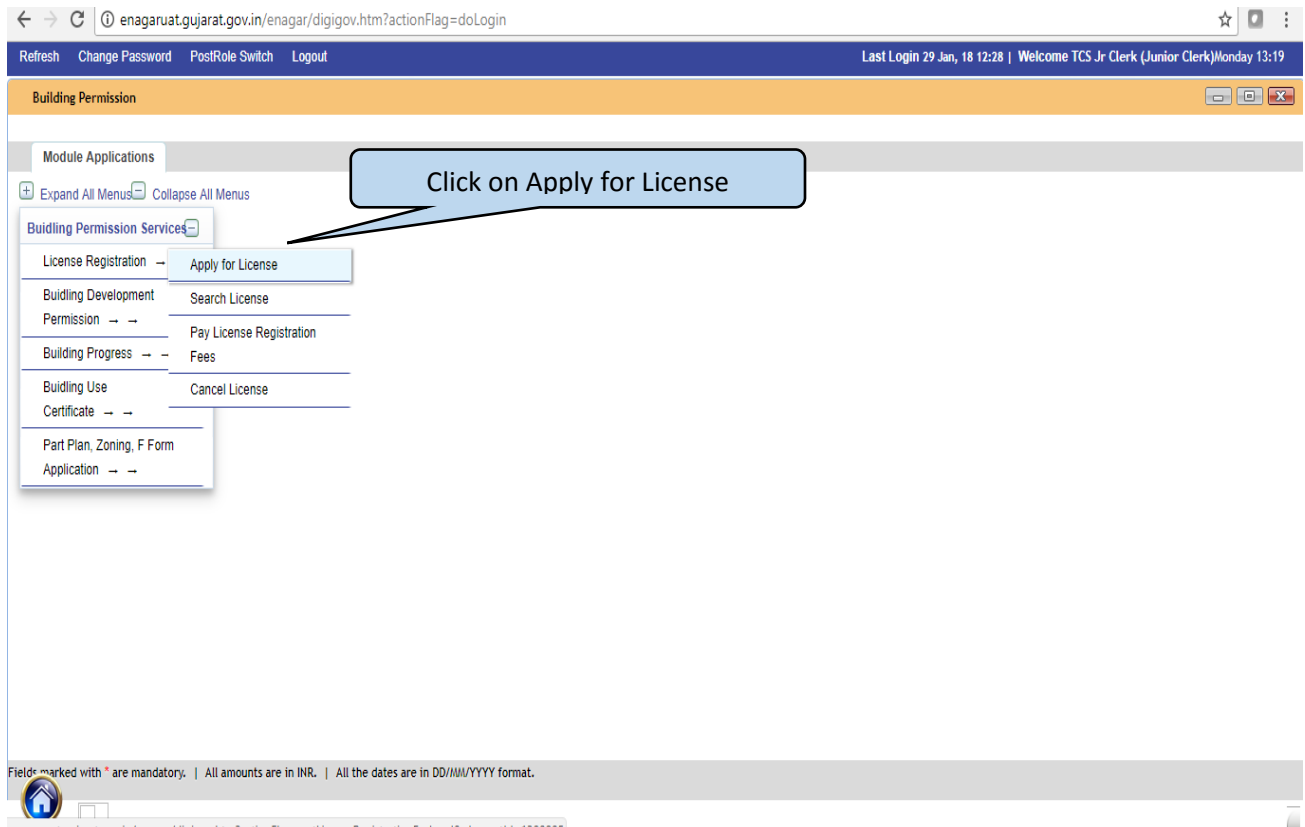 enagaruat.gujarat.gov.in/enagar/digigov.htm?actionFlag=doLogin
Refresh Change Password PostRole Switch Logout Last Login 29 Jan, 18 12:28 | Welcome TCS Jr Clerk (Junior Clerk)Monday 13:19
Building Permission
Module Applications
Click on Apply for License
Expand All Menus Collapse All Menus
Buidling Permission Services
License Registration →
Apply for License
Buidling Development
Permission → →
Search License
Building Progress → →
Pay License Registration
Fees
Buidling Use
Certificate → →
Cancel License
Part Plan, Zoning, F Form
Application → →
Fields marked with * are mandatory. | All amounts are in INR. | All the dates are in DD/MM/YYYY format.